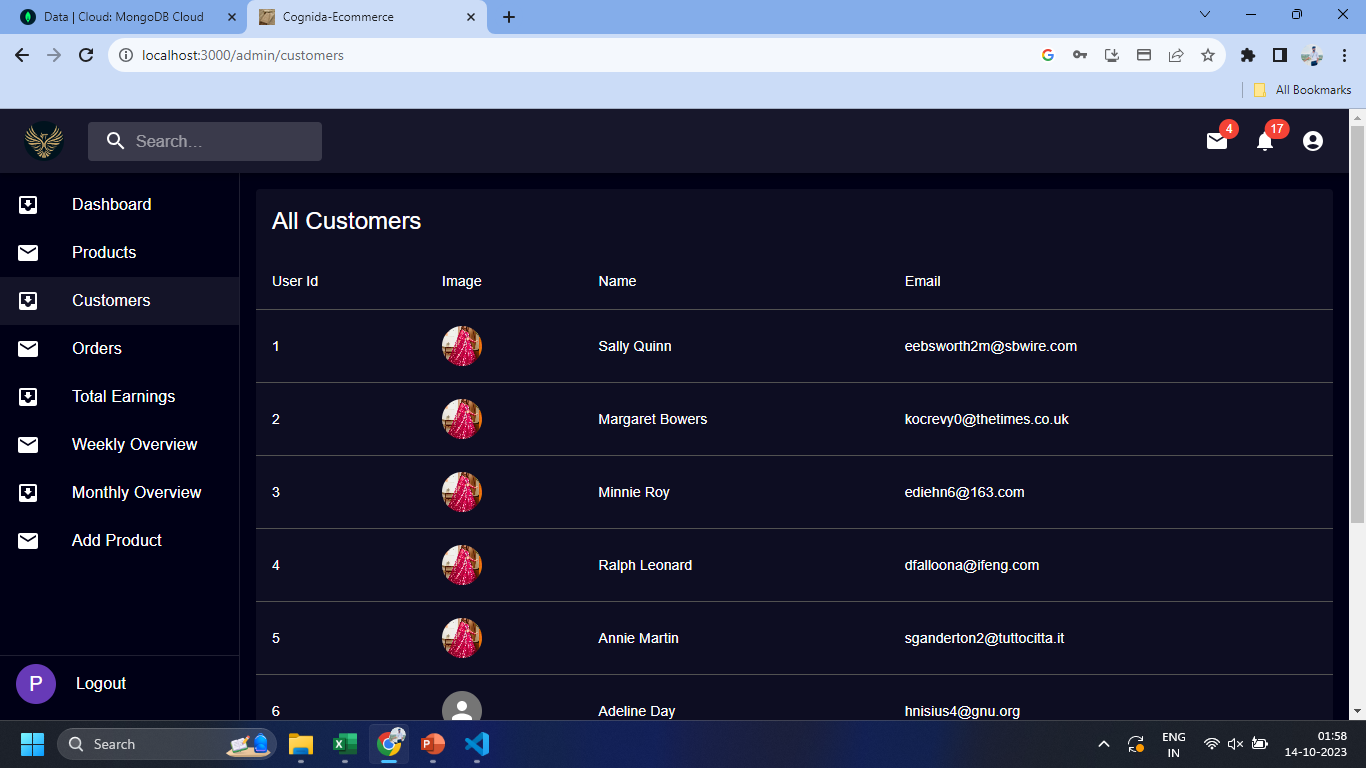 Data | Cloud: MongoDB Cloud
Cognida-Ecommerce
localhost:3000/admin/customers
All Bookmarks
Search...
4
17
Dashboard
Products
Customers
Orders
Total Earnings
Weekly Overview
Monthly Overview
Add Product
P Logout
All Customers
User Id Image Name Email
1 Sally Quinn eebsworth2m@sbwire.com
2 Margaret Bowers kocrevy0@thetimes.co.uk
3 Minnie Roy ediehn6@163.com
4 Ralph Leonard dfalloona@ifeng.com
5 Annie Martin sganderton2@tuttocitta.it
6 Adeline Day hnisius4@gnu.org
Search
ENG
IN
01:58
14-10-2023